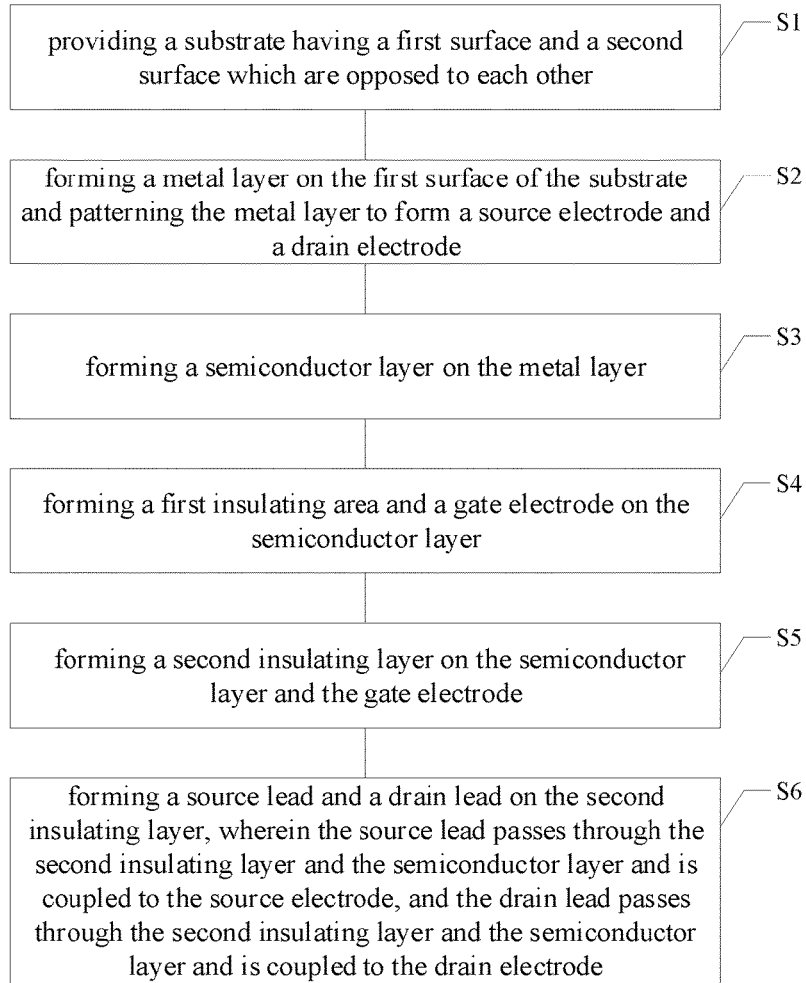 providing a substrate having a first surface and a second
surface which are opposed to each other
S1
forming a metal layer on the first surface of the substrate
and patterning the metal layer to form a source electrode and
a drain electrode
S2
forming a semiconductor layer on the metal layer
S3
forming a first insulating area and a gate electrode on the
semiconductor layer
S4
forming a second insulating layer on the semiconductor
layer and the gate electrode
S5
forming a source lead and a drain lead on the second
insulating layer, wherein the source lead passes through the
second insulating layer and the semiconductor layer and is
coupled to the source electrode, and the drain lead passes
through the second insulating layer and the semiconductor
layer and is coupled to the drain electrode
S6